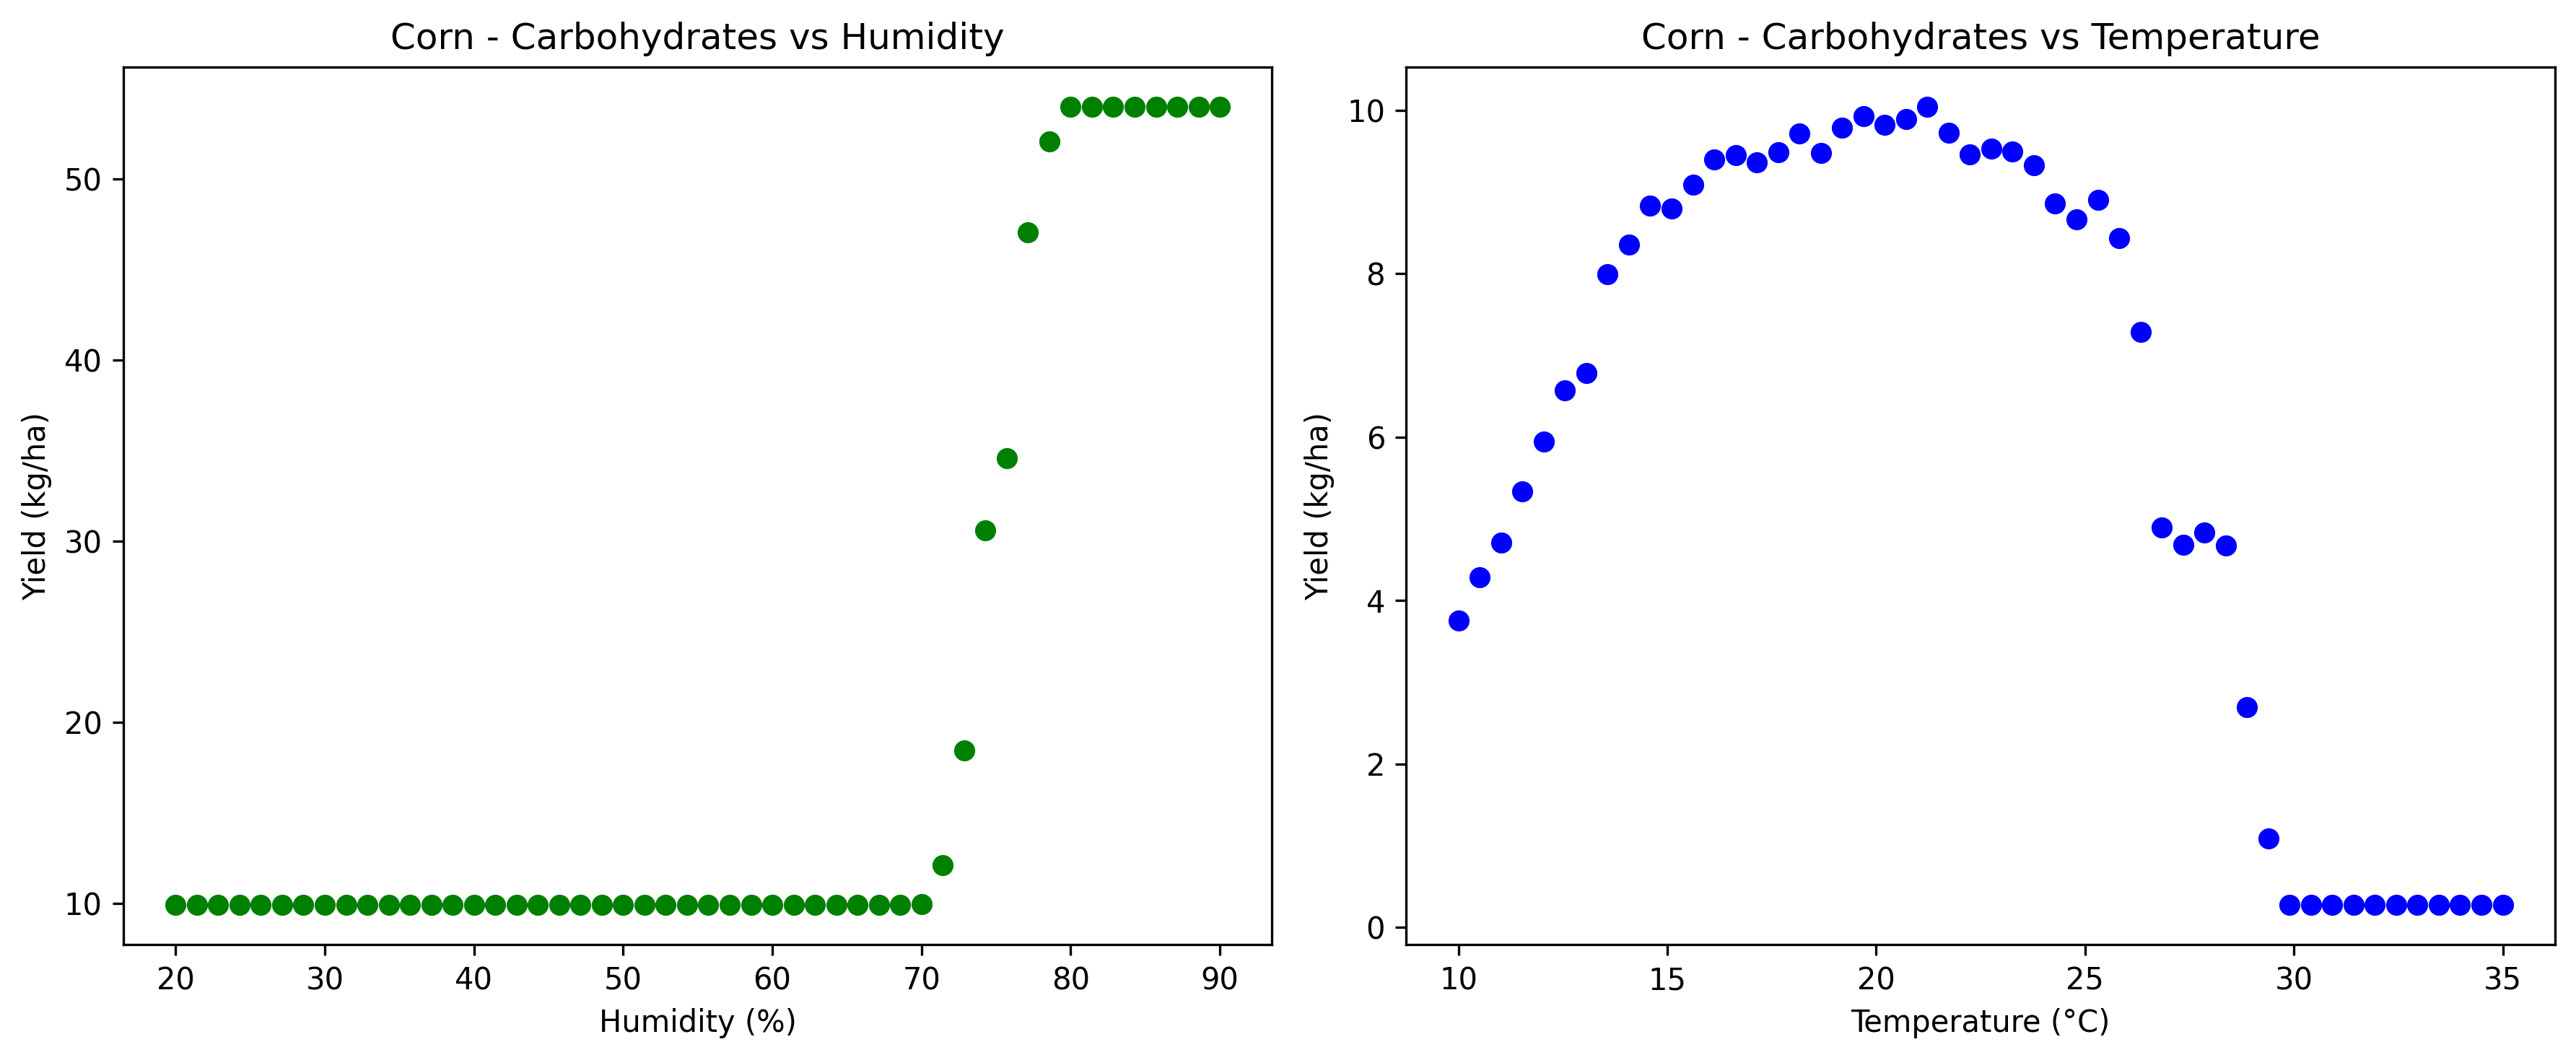 Corn - Carbohydrates vs Humidity
50
40
30
20
10
Yield (kg/ha)
20 30 40 50 60 70 80 90
Humidity (%)
Corn - Carbohydrates vs Temperature
10
8
6
4
2
0
Yield (kg/ha)
10 15 20 25 30 35
Temperature (°C)